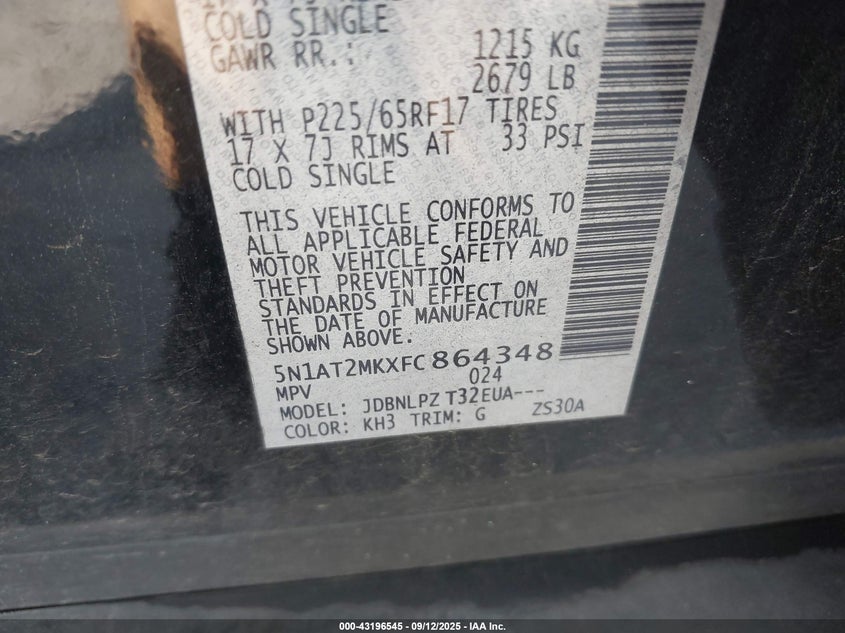 COLD SINGLE
GAWR RR.: 1215 KG
2679 LB
WITH P225/65RF17 TIRES
17 X 7J RIMS AT 33 PSI
COLD SINGLE
THIS VEHICLE CONFORMS TO
ALL APPLICABLE FEDERAL
MOTOR VEHICLE SAFETY AND
THEFT PREVENTION
STANDARDS IN EFFECT ON
THE DATE OF MANUFACTURE
SHOWN ABOVE.
5N1AT2MKXFC864348
MPV 024
MODEL: JDBNLPZ T32EUA---
COLOR: KH3 TRIM: G ZS30A
000-43196545 - 09/12/2025 - IAA Inc.